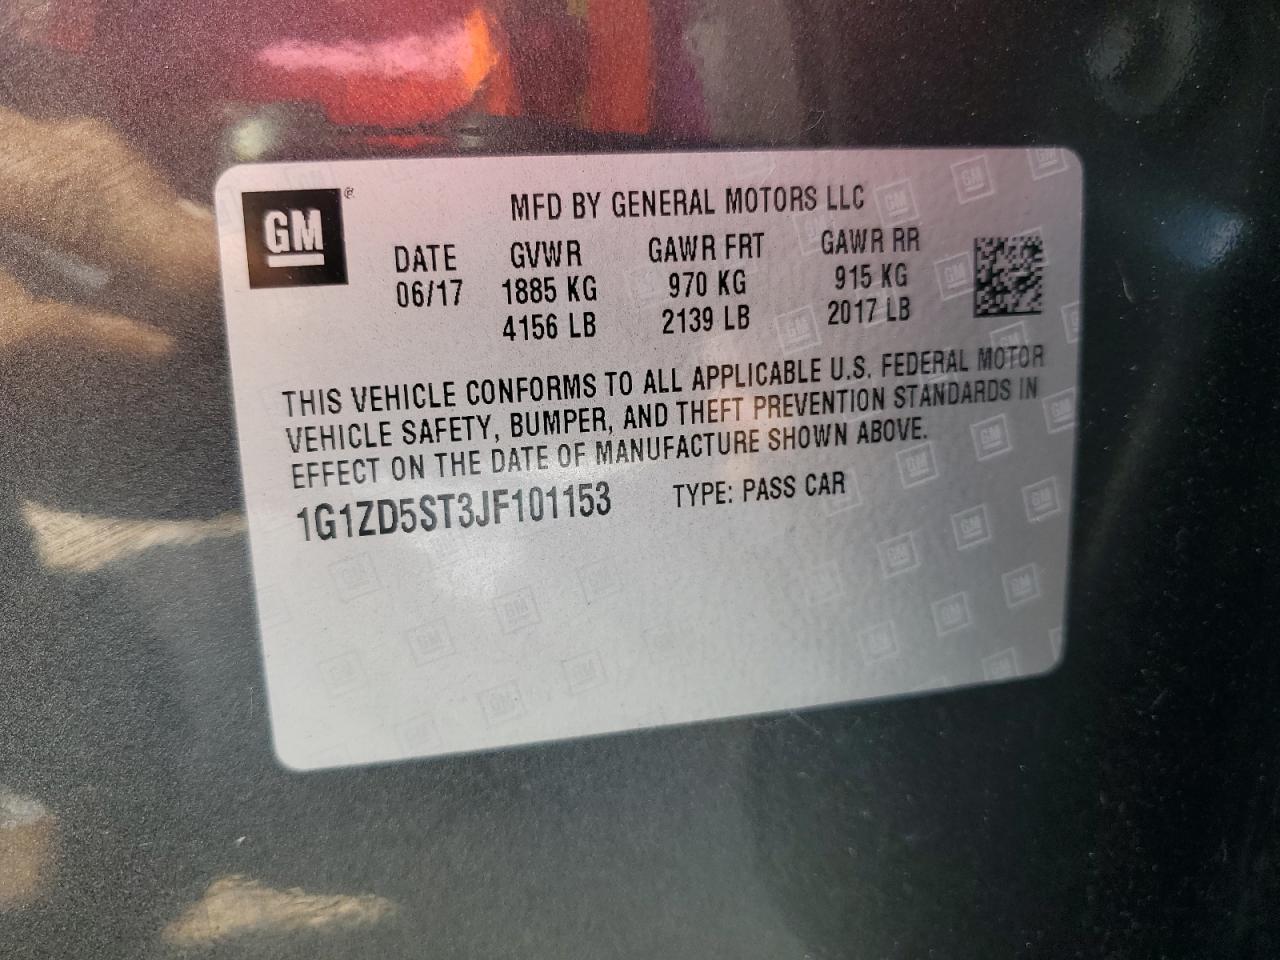 GM ®
MFD BY GENERAL MOTORS LLC
DATE GVWR GAWR FRT GAWR RR
06/17 1885 KG 970 KG 915 KG
4156 LB 2139 LB 2017 LB
THIS VEHICLE CONFORMS TO ALL APPLICABLE U.S. FEDERAL MOTOR
VEHICLE SAFETY, BUMPER, AND THEFT PREVENTION STANDARDS IN
EFFECT ON THE DATE OF MANUFACTURE SHOWN ABOVE.
1G1ZD5ST3JF101153 TYPE: PASS CAR